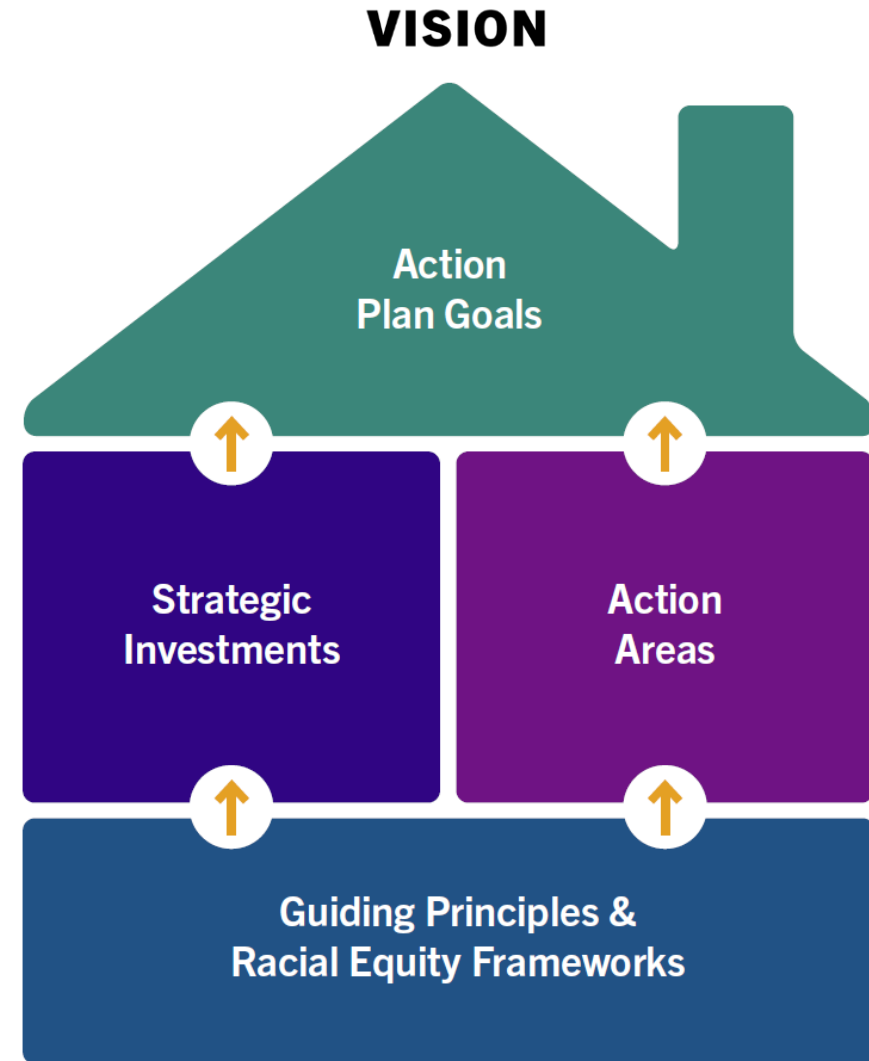 VISION
Action
Plan Goals
Strategic
Investments
Action
Areas
Guiding Principles &
Racial Equity Frameworks